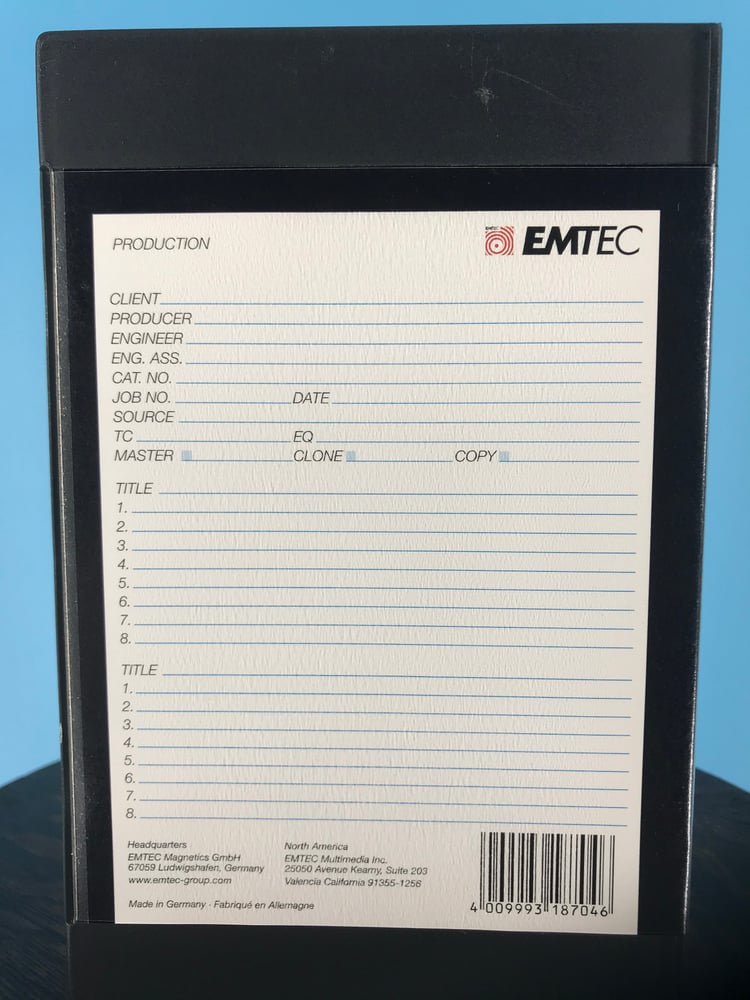 PRODUCTION
EMTEC
CLIENT
PRODUCER
ENGINEER
ENG. ASS.
CAT. NO.
JOB NO. DATE
SOURCE
TC EQ
MASTER CLONE COPY
TITLE
1.
2.
3.
4.
5.
6.
7.
8.
TITLE
1.
2.
3.
4.
5.
6.
7.
8.
Headquarters
EMTEC Magnetics GmbH
67059 Ludwigshafen, Germany
www.emtec-group.com
North America
EMTEC Multimedia Inc.
25050 Avenue Kearny, Suite 203
Valencia California 91355-1256
Made in Germany · Fabriqué en Allemagne
4 009993 187046